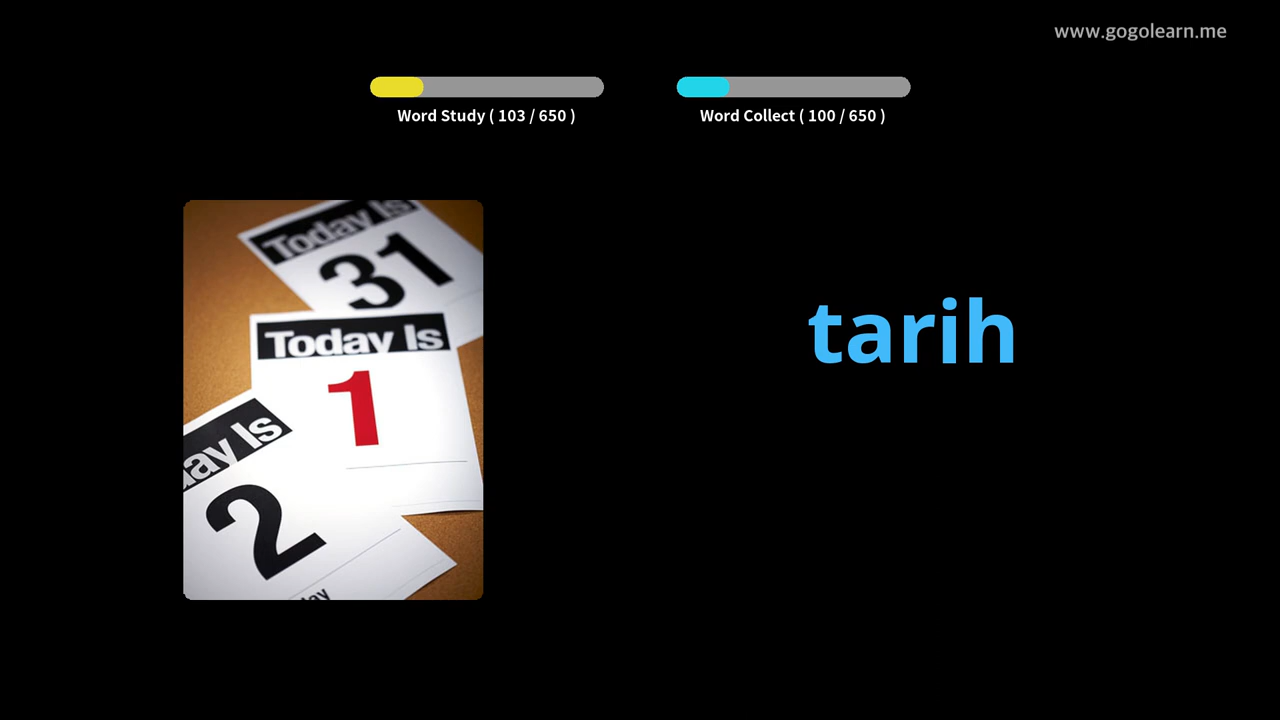 www.gogolearn.me
Word Study ( 103 / 650 )
Word Collect ( 100 / 650 )
Today Is
31
Today Is
1
ay Is
2
tarih